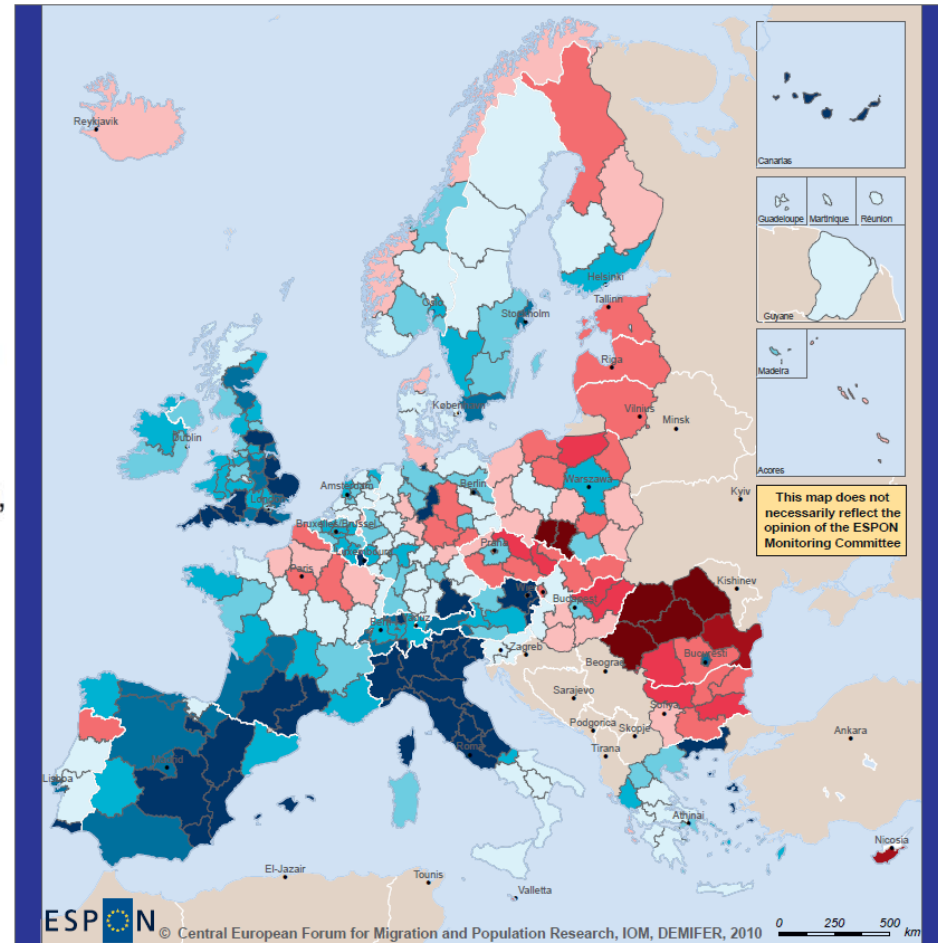 Reykjavik
Canarias
Guadeloupe Martinique Réunion
Guyane
Madeira
Acores
Helsinki
Oslo
Tallinn
Stockholm
Riga
København
Vilnius
Minsk
Dublin
London
Amsterdam
Berlin
Warszawa
Kyiv
This map does not
necessarily reflect the
opinion of the ESPON
Monitoring Committee
Bruxelles/Brussel
Luxembourg
Praha
Paris
Kishinev
Budapest
Zagreb
Bucuresti
Beograd
Sarajevo
Sofiya
Podgorica
Skopje
Ankara
Roma
Tirana
Madrid
Lisboa
Athinai
Nicosia
El-Jazair
Tounis
Valletta
ESPON © Central European Forum for Migration and Population Research, IOM, DEMIFER, 2010
0 250 500
km